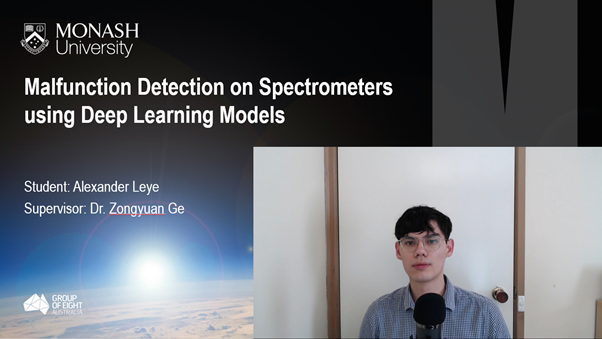 MONASH
University
Malfunction Detection on Spectrometers
using Deep Learning Models
Student: Alexander Leye
Supervisor: Dr. Zongyuan Ge
GROUP
OF EIGHT
AUSTRALIA